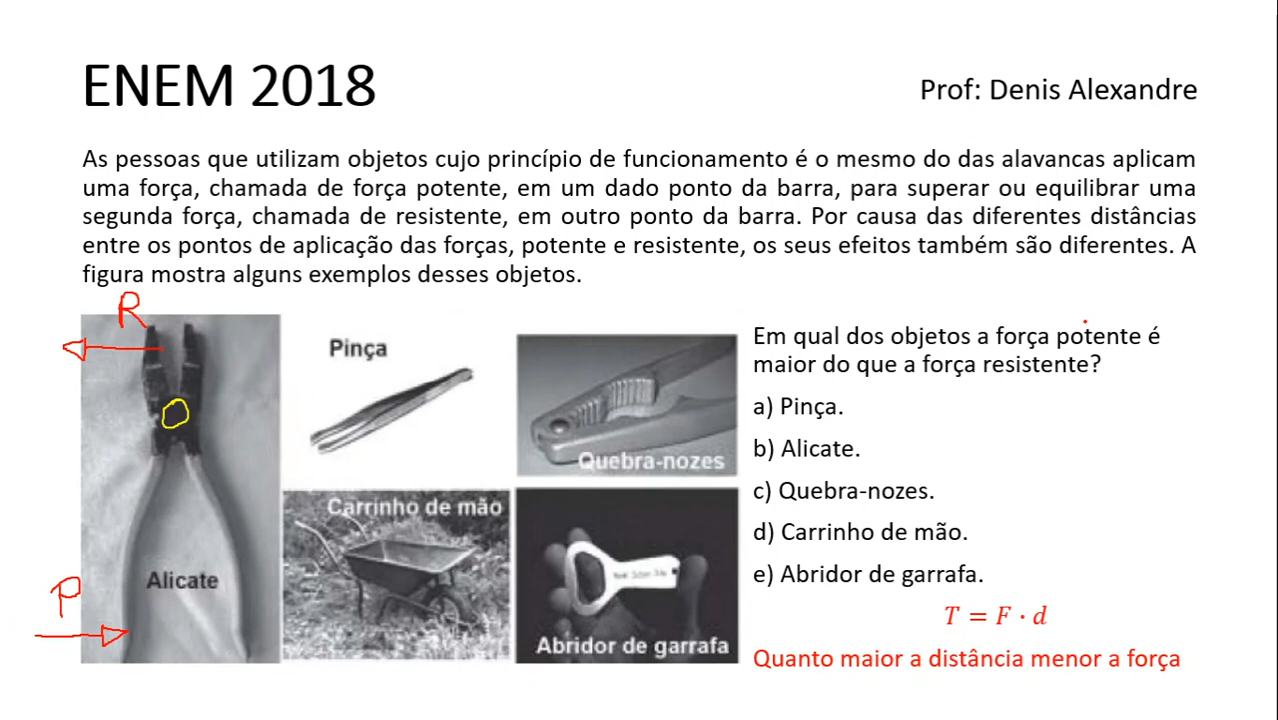 ENEM 2018
Prof: Denis Alexandre
As pessoas que utilizam objetos cujo princípio de funcionamento é o mesmo do das alavancas aplicam
uma força, chamada de força potente, em um dado ponto da barra, para superar ou equilibrar uma
segunda força, chamada de resistente, em outro ponto da barra. Por causa das diferentes distâncias
entre os pontos de aplicação das forças, potente e resistente, os seus efeitos também são diferentes. A
figura mostra alguns exemplos desses objetos.
R
P
Alicate
Pinça
Quebra-nozes
Carrinho de mão
Abridor de garrafa
Em qual dos objetos a força potente é
maior do que a força resistente?
a) Pinça.
b) Alicate.
c) Quebra-nozes.
d) Carrinho de mão.
e) Abridor de garrafa.
T = F · d
Quanto maior a distância menor a força